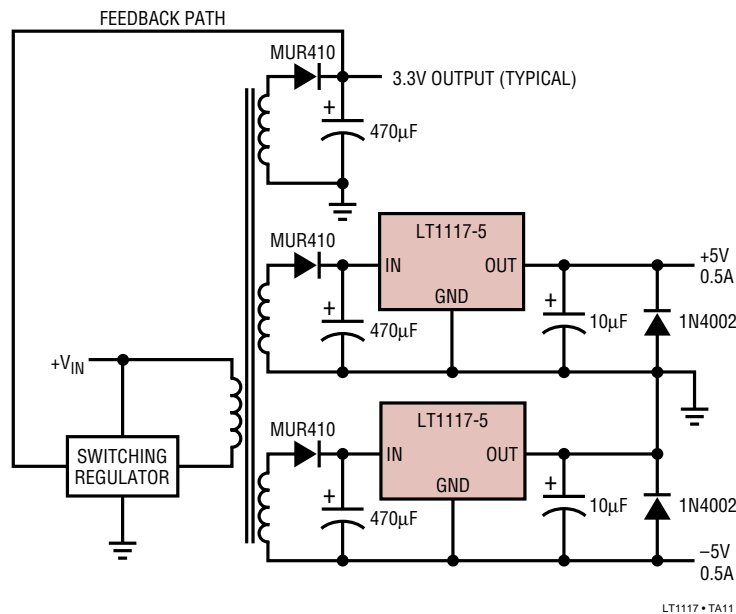 FEEDBACK PATH
MUR410
3.3V OUTPUT (TYPICAL)
+
470µF
MUR410
LT1117-5
IN
OUT
GND
+5V
0.5A
+
470µF
+
10µF
1N4002
+VIN
SWITCHING
REGULATOR
MUR410
LT1117-5
IN
OUT
GND
+
470µF
+
10µF
1N4002
–5V
0.5A
LT1117 • TA11